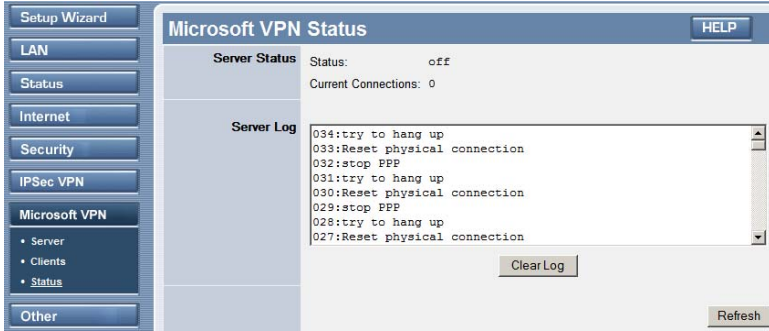 Setup Wizard
LAN
Status
Internet
Security
IPSec VPN
Microsoft VPN
• Server
• Clients
• Status
Other
Microsoft VPN Status
HELP
Server Status
Status: off
Current Connections: 0
Server Log
034:try to hang up
033:Reset physical connection
032:stop PPP
031:try to hang up
030:Reset physical connection
029:stop PPP
028:try to hang up
027:Reset physical connection
Clear Log
Refresh